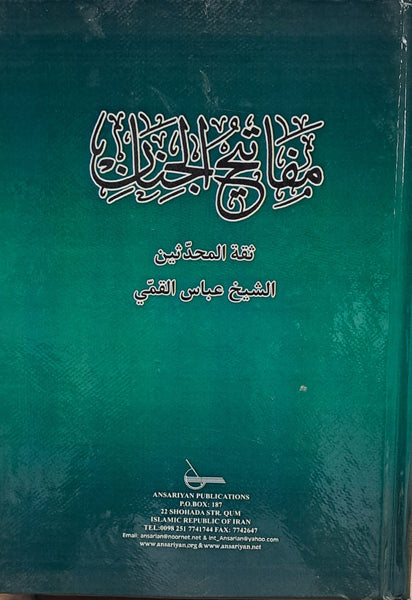 مفاتيح الجنان
ثقة المحدّثين
الشيخ عباس القمّي
ANSARIYAN PUBLICATIONS
P.O.BOX: 187
22 SHOHADA STR. QUM
ISLAMIC REPUBLIC OF IRAN
TEL:0098 251 7741744 FAX: 7742647
Email: ansarian@noornet.net & Int_Ansarian@yahoo.com
www.ansariyan.org & www.ansariyan.net